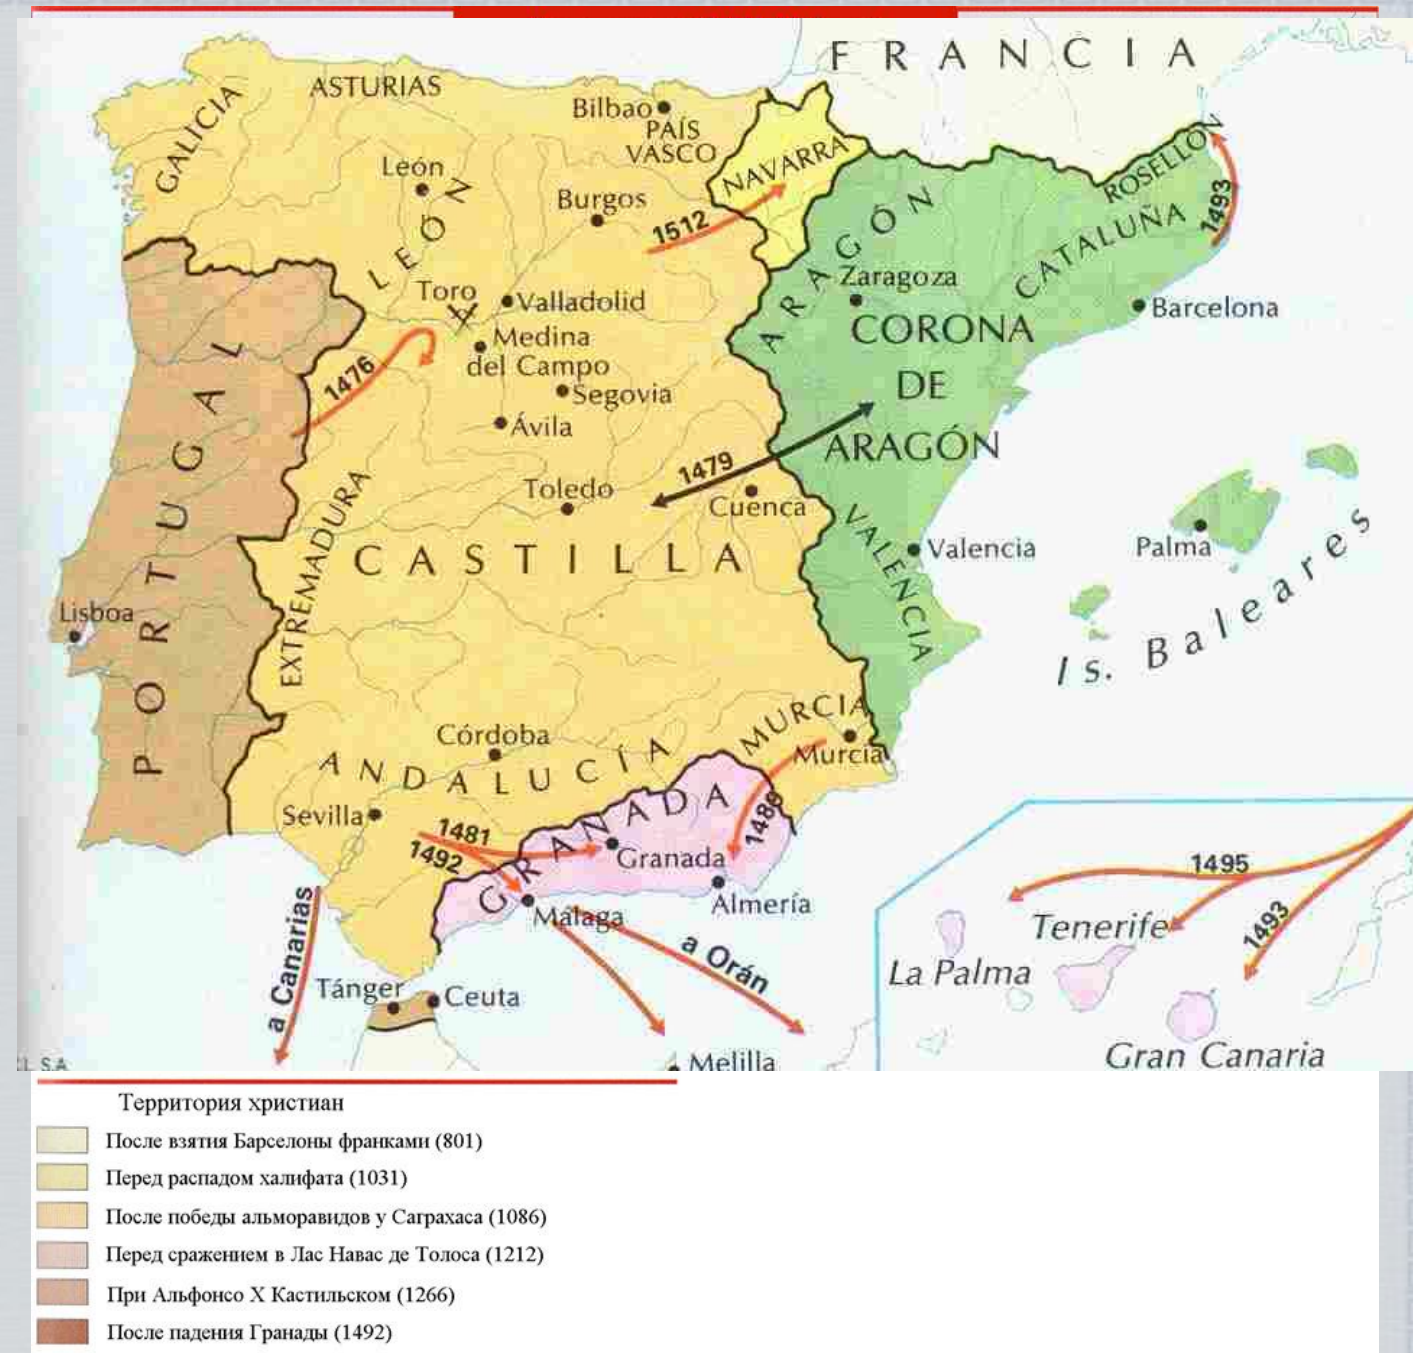 FRANCIA
ASTURIAS
GALICIA
Bilbao
PAÍS
VASCO
NAVARRA
ROSELLÓN
1493
León
LEÓN
Burgos
1512
ARAGÓN
CATALUÑA
Zaragoza
Toro
Valladolid
Barcelona
CORONA
DE
ARAGÓN
Medina
del Campo
1476
Segovia
Ávila
PORTUGAL
1479
Toledo
Cuenca
EXTREMADURA
CASTILLA
VALENCIA
Valencia
Palma
Is. Baleares
Lisboa
MURCIA
Murcia
Córdoba
ANDALUCÍA
Sevilla
GRANADA
1481
1492
Granada
Almería
Málaga
a Canarias
a Orán
Tánger
Ceuta
Melilla
1495
Tenerife
1493
La Palma
Gran Canaria
S.A
Территория христиан
После взятия Барселоны франками (801)
Перед распадом халифата (1031)
После победы альморавидов у Саграхаса (1086)
Перед сражением в Лас Навас де Толоса (1212)
При Альфонсо X Кастильском (1266)
После падения Гранады (1492)